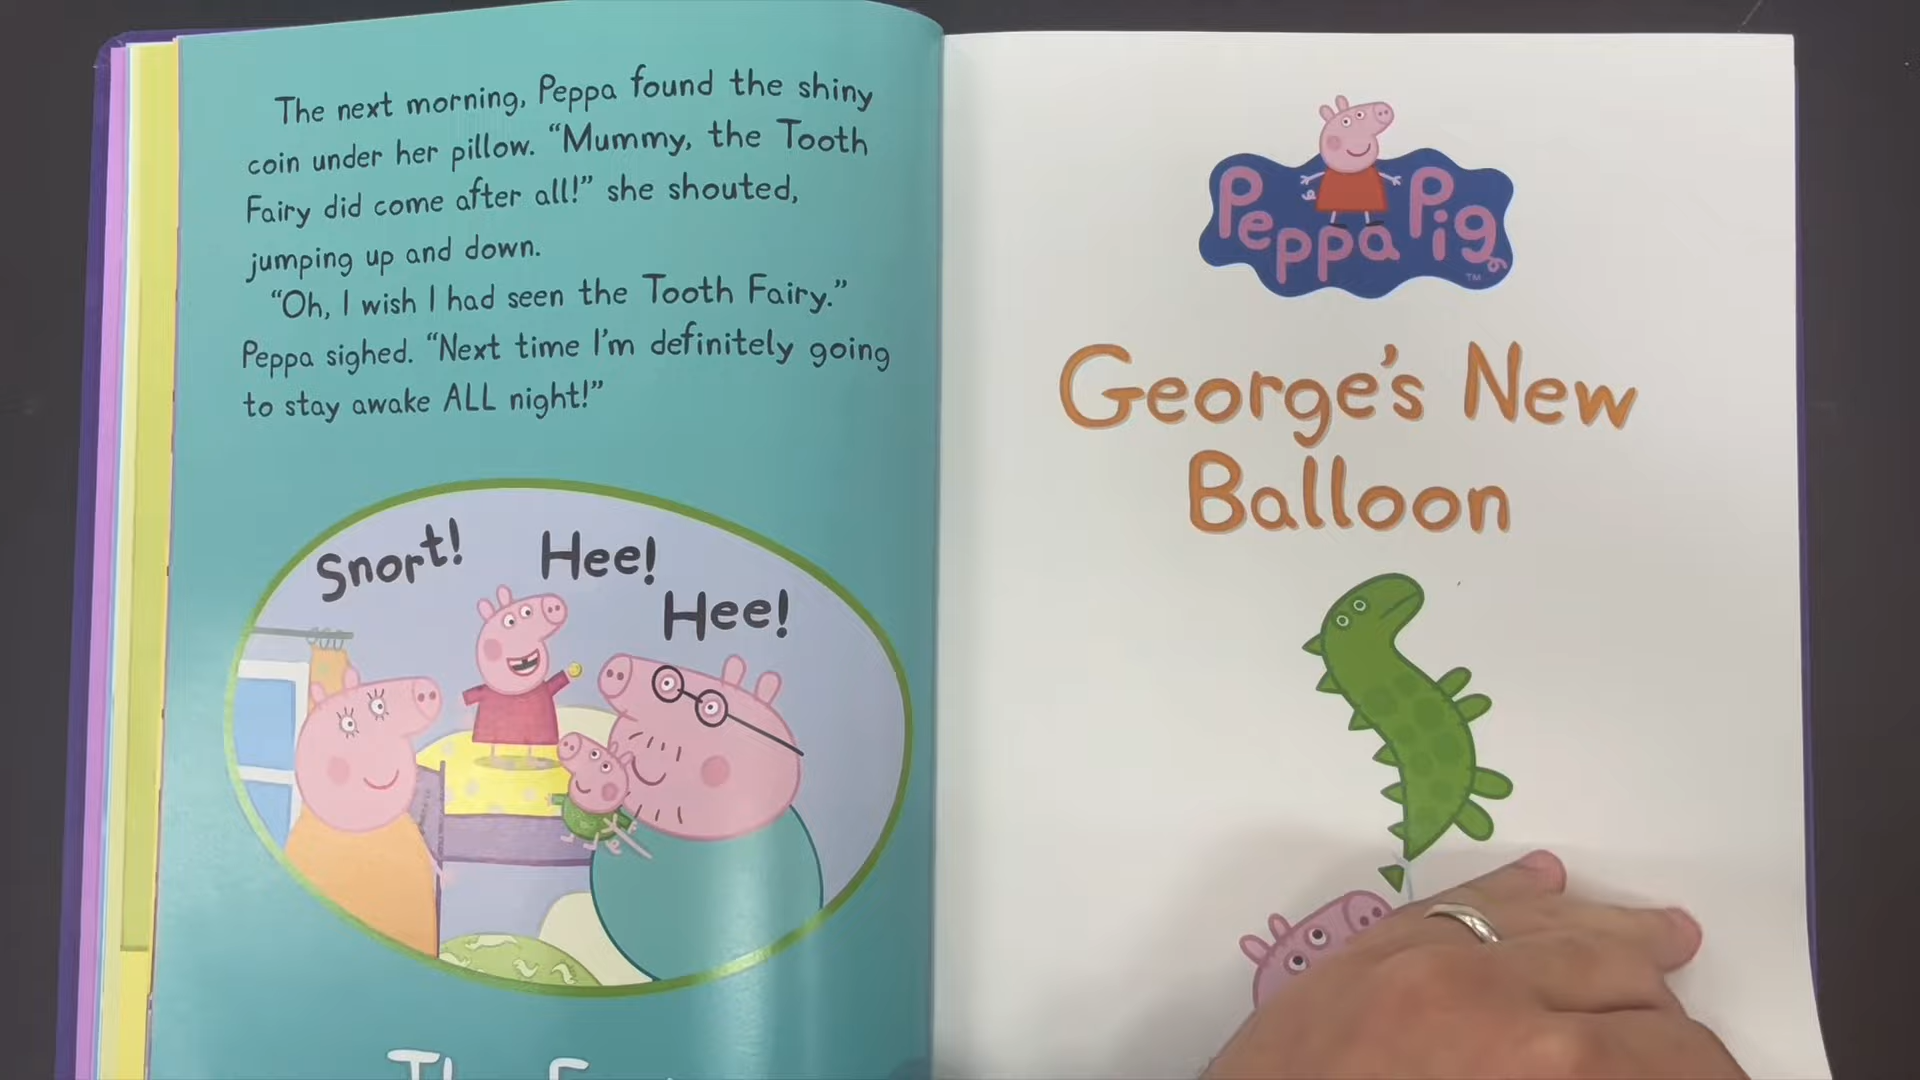 The next morning, Peppa found the shiny
coin under her pillow. “Mummy, the Tooth
Fairy did come after all!” she shouted,
jumping up and down.
“Oh, I wish I had seen the Tooth Fairy.”
Peppa sighed. “Next time I’m definitely going
to stay awake ALL night!”
Snort!
Hee!
Hee!
Peppa Pig
TM
George’s New
Balloon